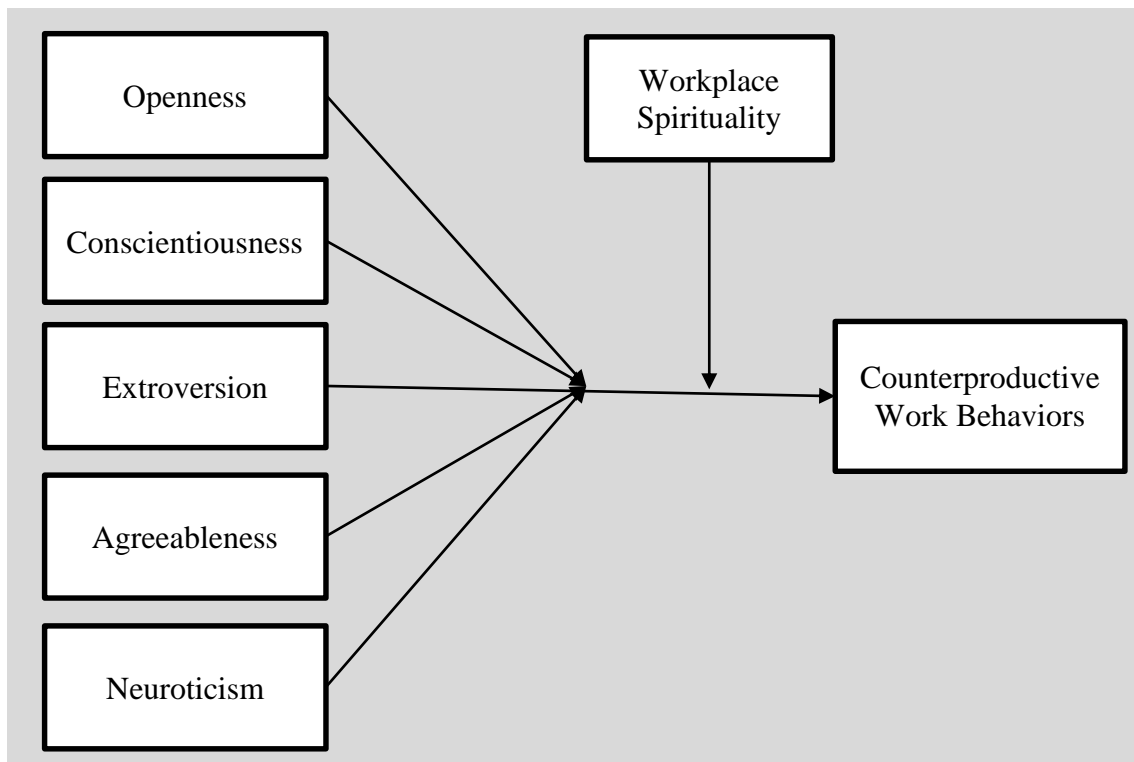 Openness
Workplace
Spirituality
Conscientiousness
Extroversion
Counterproductive
Work Behaviors
Agreeableness
Neuroticism